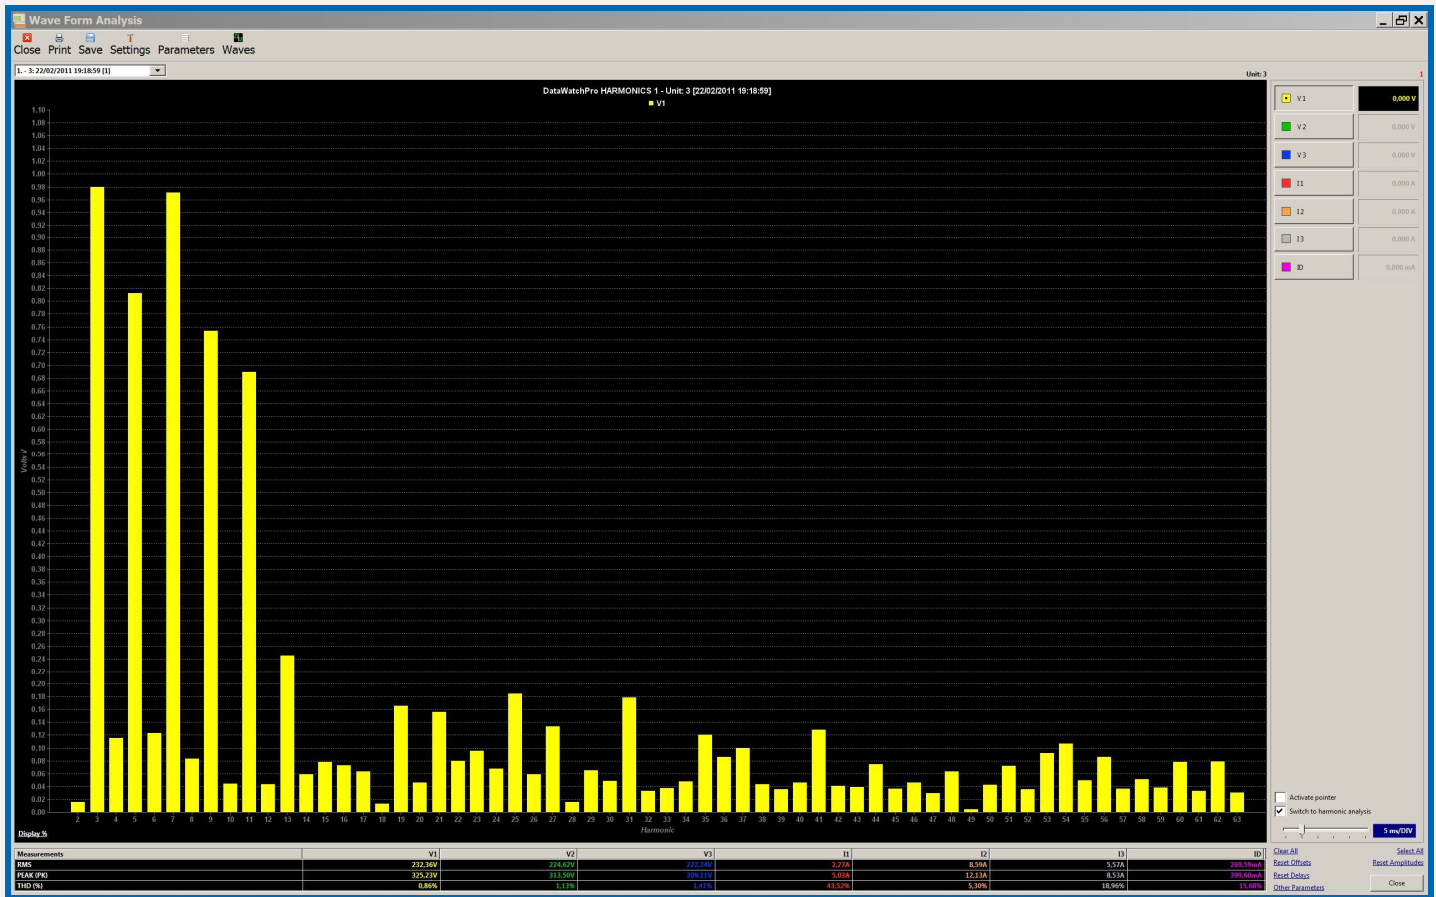 Wave Form Analysis
Close Print Save Settings Parameters Waves
1. - 3: 22/02/2011 19:18:59 [1]
Unit: 3
1
DataWatchPro HARMONICS 1 - Unit: 3 [22/02/2011 19:18:59]
V1
1.10
1.08
1.06
1.04
1.02
1.00
0.98
0.96
0.94
0.92
0.90
0.88
0.86
0.84
0.82
0.80
0.78
0.76
0.74
0.72
0.70
0.68
0.66
0.64
0.62
0.60
0.58
0.56
0.54
0.52
0.50
0.48
0.46
0.44
0.42
0.40
0.38
0.36
0.34
0.32
0.30
0.28
0.26
0.24
0.22
0.20
0.18
0.16
0.14
0.12
0.10
0.08
0.06
0.04
0.02
0.00
Volts V
2 3 4 5 6 7 8 9 10 11 12 13 14 15 16 17 18 19 20 21 22 23 24 25 26 27 28 29 30 31 32 33 34 35 36 37 38 39 40 41 42 43 44 45 46 47 48 49 50 51 52 53 54 55 56 57 58 59 60 61 62 63
Harmonic
Display %
V1 0,000 V
V2 0,000 V
V3 0,000 V
I1 0,000 A
I2 0,000 A
I3 0,000 A
ID 0,000 mA
Activate pointer
Switch to harmonic analysis
5 ms/DIV
Measurements V1 V2 V3 I1 I2 I3 ID
RMS 232,36V 224,62V 222,24V 2,27A 8,59A 5,57A 269,59mA
PEAK (PK) 325,23V 313,50V 309,11V 5,03A 12,13A 8,53A 399,60mA
THD (%) 0,86% 1,13% 1,41% 43,52% 5,30% 18,96% 15,68%
Clear All Select All
Reset Offsets Reset Amplitudes
Reset Delays
Other Parameters
Close